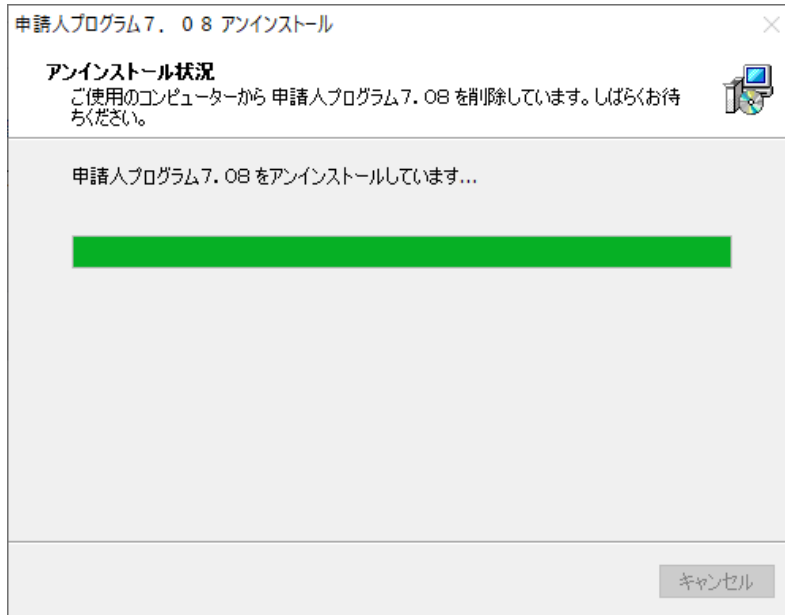 申請人プログラム7．０８ アンインストール
アンインストール状況
ご使用のコンピューターから 申請人プログラム7．08 を削除しています。しばらくお待
ちください。
申請人プログラム7．08 をアンインストールしています...
キャンセル